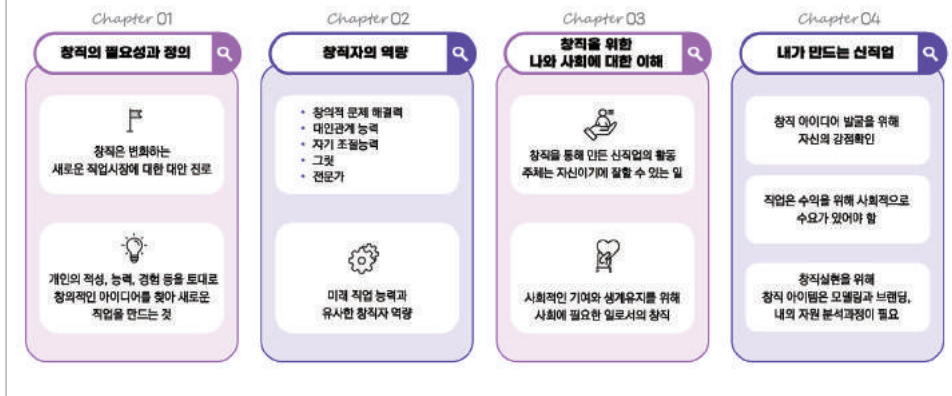 Chapter 01
창직의 필요성과 정의
창직은 변화하는
새로운 직업시장에 대한 대안 진로
개인의 적성, 능력, 경험 등을 토대로
창의적인 아이디어를 찾아 새로운
직업을 만드는 것
Chapter 02
창직자의 역량
• 창의적 문제 해결력
• 대인관계 능력
• 자기 조절능력
• 그릿
• 전문가
미래 직업 능력과
유사한 창직자 역량
Chapter 03
창직을 위한
나와 사회에 대한 이해
창직을 통해 만든 신직업의 활동
주체는 자신이기에 잘할 수 있는 일
사회적인 기여와 생계유지를 위해
사회에 필요한 일로서의 창직
Chapter 04
내가 만드는 신직업
창직 아이디어 발굴을 위해
자신의 강점확인
직업은 수익을 위해 사회적으로
수요가 있어야 함
창직실현을 위해
창직 아이템은 모델링과 브랜딩,
내의 자원 분석과정이 필요